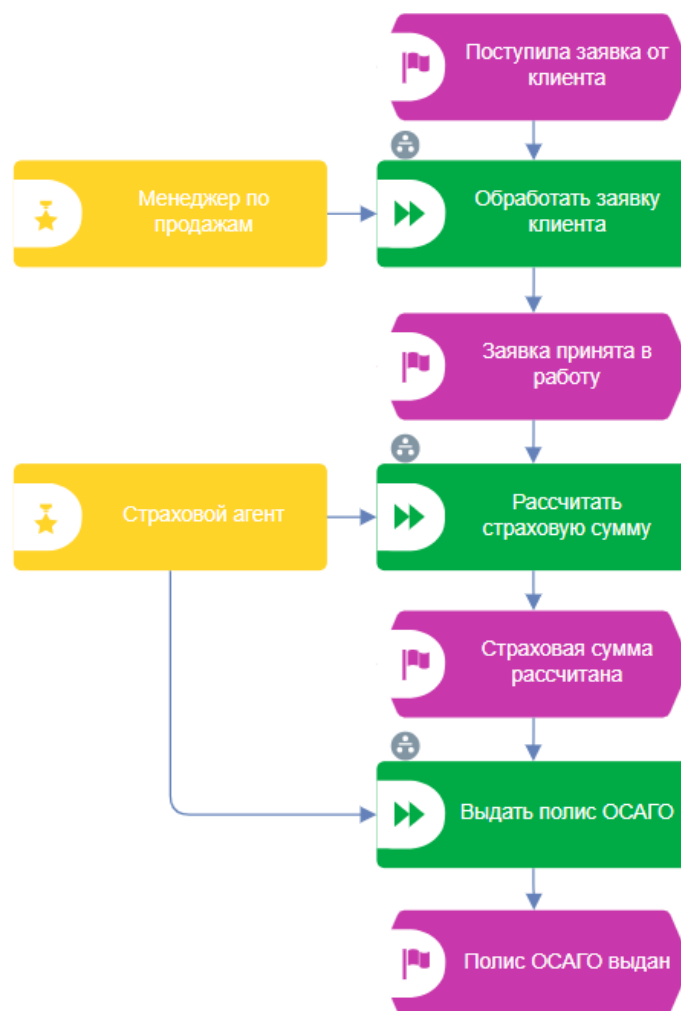 Поступила заявка от
клиента
Менеджер по
продажам
Обработать заявку
клиента
Заявка принята в
работу
Страховой агент
Рассчитать
страховую сумму
Страховая сумма
рассчитана
Выдать полис ОСАГО
Полис ОСАГО выдан